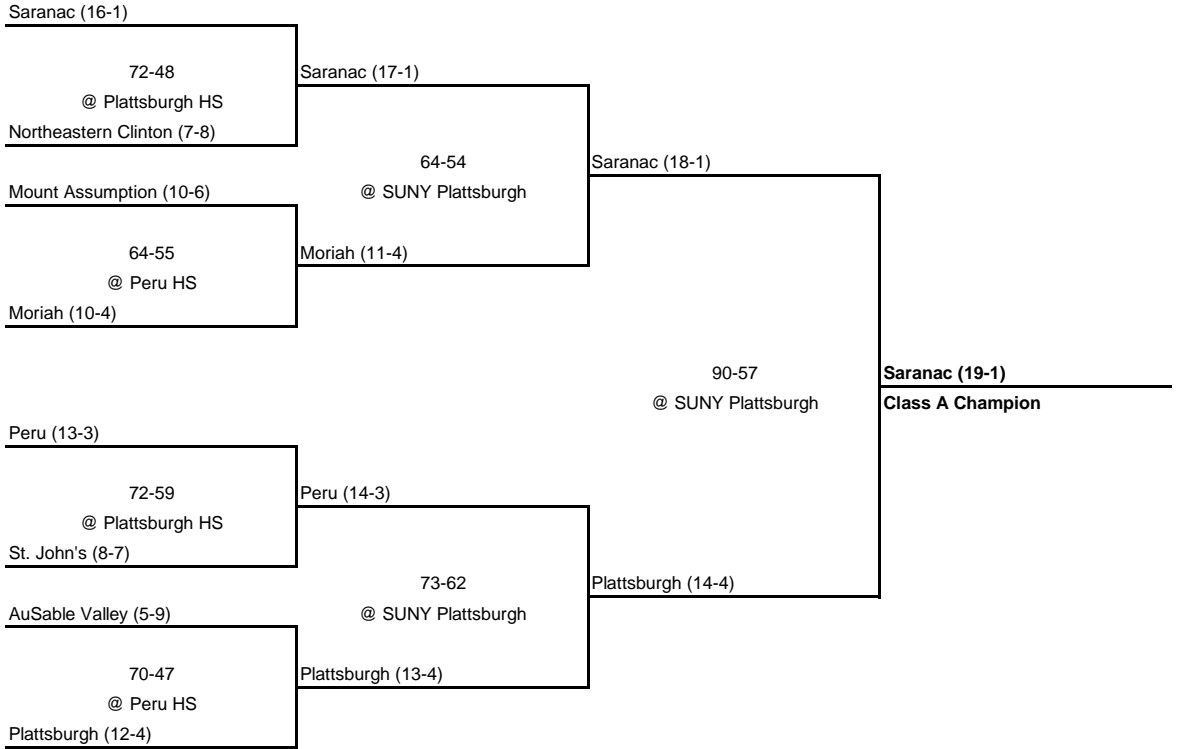 Saranac (16-1)
72-48
@ Plattsburgh HS
Northeastern Clinton (7-8)
Saranac (17-1)
Mount Assumption (10-6)
64-55
@ Peru HS
Moriah (10-4)
Moriah (11-4)
64-54
@ SUNY Plattsburgh
Saranac (18-1)
Peru (13-3)
72-59
@ Plattsburgh HS
St. John's (8-7)
Peru (14-3)
AuSable Valley (5-9)
70-47
@ Peru HS
Plattsburgh (12-4)
Plattsburgh (13-4)
73-62
@ SUNY Plattsburgh
Plattsburgh (14-4)
90-57
@ SUNY Plattsburgh
Saranac (19-1)
Class A Champion